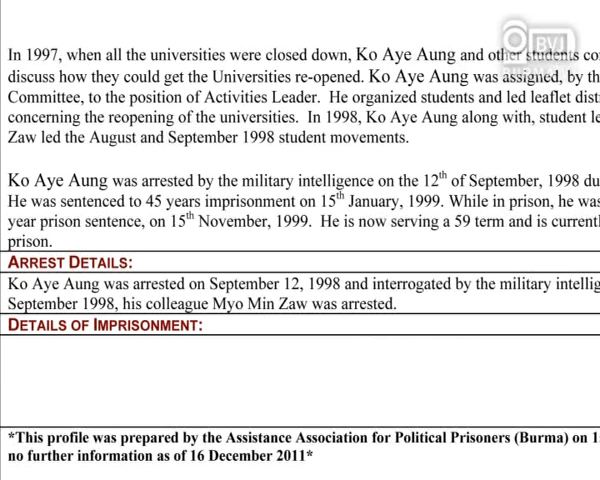 In 1997, when all the universities were closed down, Ko Aye Aung and other students
discuss how they could get the Universities re-opened. Ko Aye Aung was assigned, by
Committee, to the position of Activities Leader. He organized students and led leaflet
concerning the reopening of the universities. In 1998, Ko Aye Aung along with, student
Zaw led the August and September 1998 student movements.
Ko Aye Aung was arrested by the military intelligence on the 12th of September, 1998
He was sentenced to 45 years imprisonment on 15th January, 1999. While in prison, he was
year prison sentence, on 15th November, 1999. He is now serving a 59 term and is
prison.
ARREST DETAILS:
Ko Aye Aung was arrested on September 12, 1998 and interrogated by the military
September 1998, his colleague Myo Min Zaw was arrested.
DETAILS OF IMPRISONMENT:
*This profile was prepared by the Assistance Association for Political Prisoners (Burma) on
no further information as of 16 December 2011*